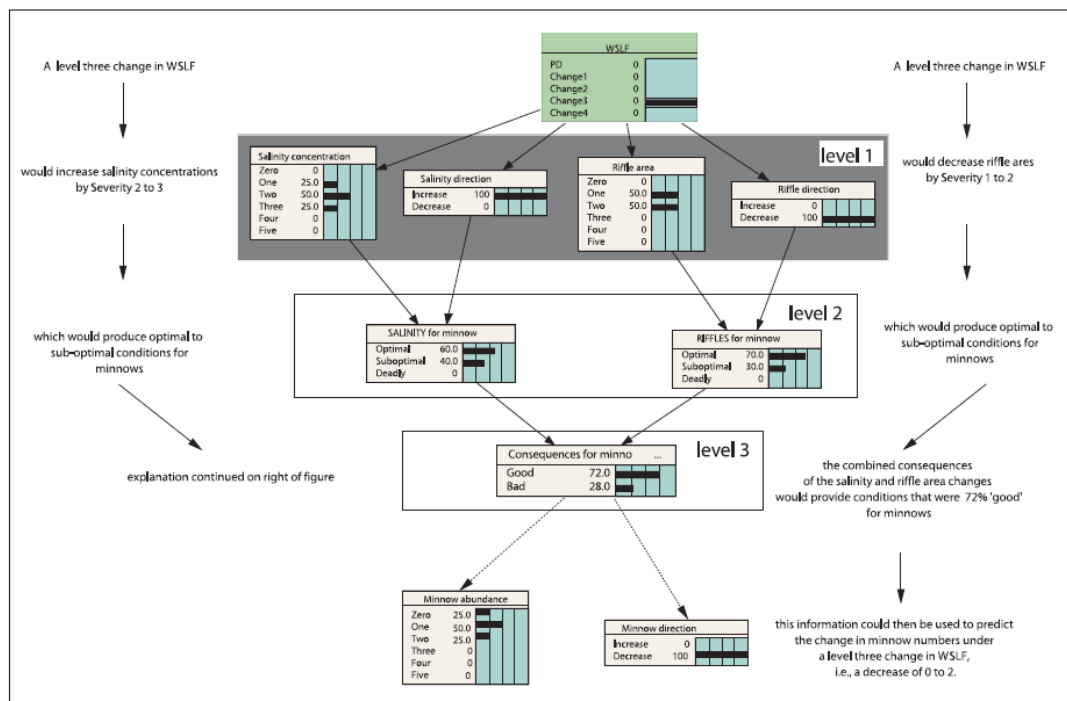 A level three change in WSLF
would increase salinity concentrations
by Severity 2 to 3
which would produce optimal to
sub-optimal conditions for
minnows
explanation continued on right of figure
WSLF
PD 0
Change1 0
Change2 0
Change3 0
Change4 0
level 1
Salinity concentration
Zero 0
One 25.0
Two 50.0
Three 25.0
Four 0
Five 0
Salinity direction
Increase 100
Decrease 0
Riffle area
Zero 0
One 50.0
Two 50.0
Three 0
Four 0
Five 0
Riffle direction
Increase 0
Decrease 100
level 2
SALINITY for minnow
Optimal 60.0
Suboptimal 40.0
Deadly 0
RIFFLES for minnow
Optimal 70.0
Suboptimal 30.0
Deadly 0
level 3
Consequences for minno ...
Good 72.0
Bad 28.0
Minnow abundance
Zero 25.0
One 50.0
Two 25.0
Three 0
Four 0
Five 0
Minnow direction
Increase 0
Decrease 100
A level three change in WSLF
would decrease riffle ares
by Severity 1 to 2
which would produce optimal to
sub-optimal conditions for
minnows
the combined consequences
of the salinity and riffle area changes
would provide conditions that were 72% 'good'
for minnows
this information could then be used to predict
the change in minnow numbers under
a level three change in WSLF,
i.e., a decrease of 0 to 2.